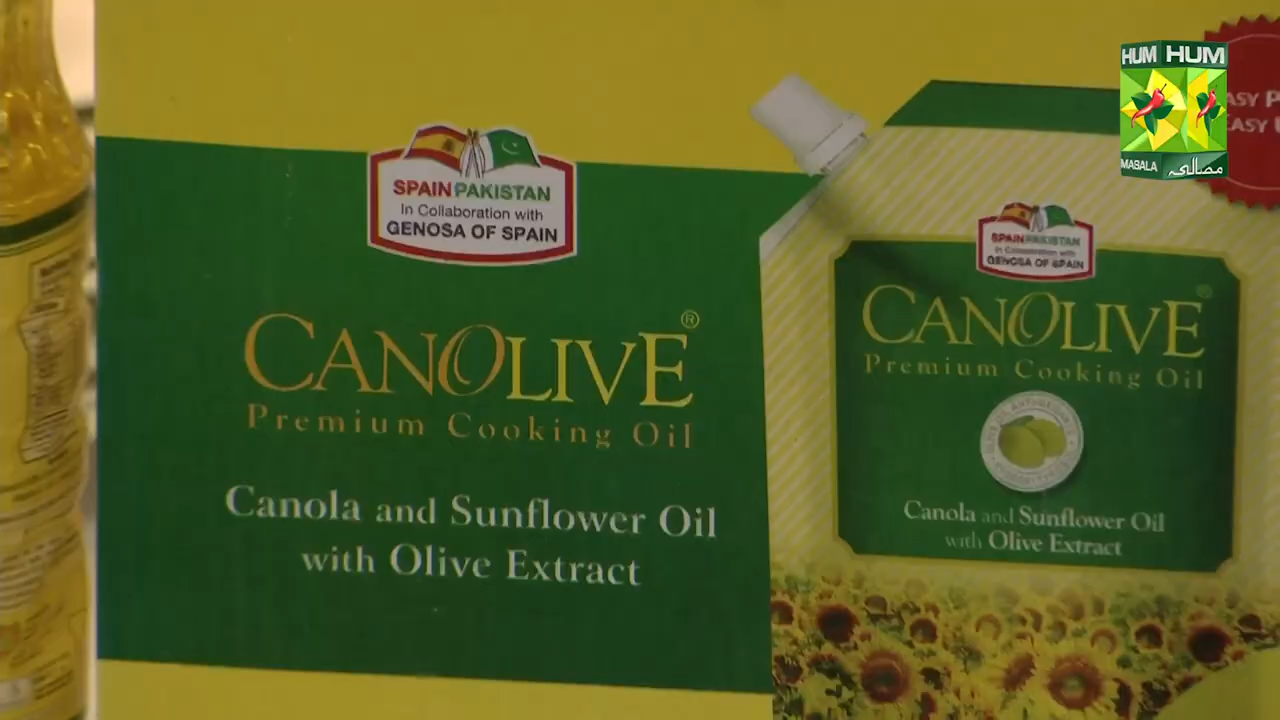 SPAIN PAKISTAN
In Collaboration with
GENOSA OF SPAIN
CANOLIVE®
Premium Cooking Oil
Canola and Sunflower Oil
with Olive Extract
SPAIN PAKISTAN
In Collaboration with
GENOSA OF SPAIN
CANOLIVE
Premium Cooking Oil
Canola and Sunflower Oil
with Olive Extract
HUM HUM
MASALA مصالحہ